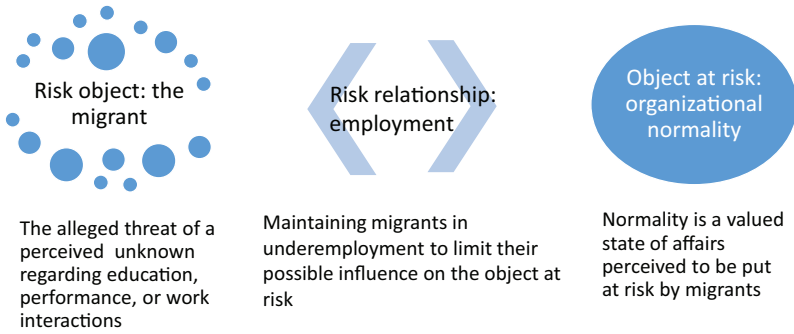 Risk object: the
migrant
Risk relationship:
employment
Object at risk:
organizational
normality
The alleged threat of a
perceived unknown
regarding education,
performance, or work
interactions
Maintaining migrants in
underemployment to limit their
possible influence on the object at
risk
Normality is a valued
state of affairs
perceived to be put
at risk by migrants